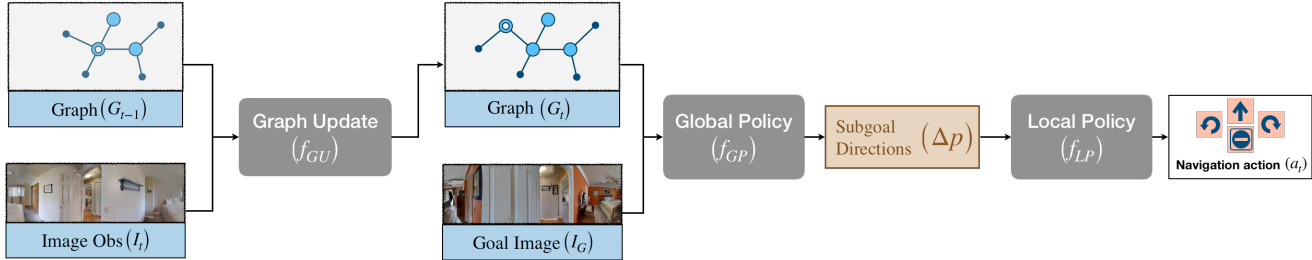 Graph (G_{t−1})
Image Obs (I_t)
Graph Update
(f_{GU})
Graph (G_t)
Goal Image (I_G)
Global Policy
(f_{GP})
Subgoal
Directions (Δp)
Local Policy
(f_{LP})
Navigation action (a_t)